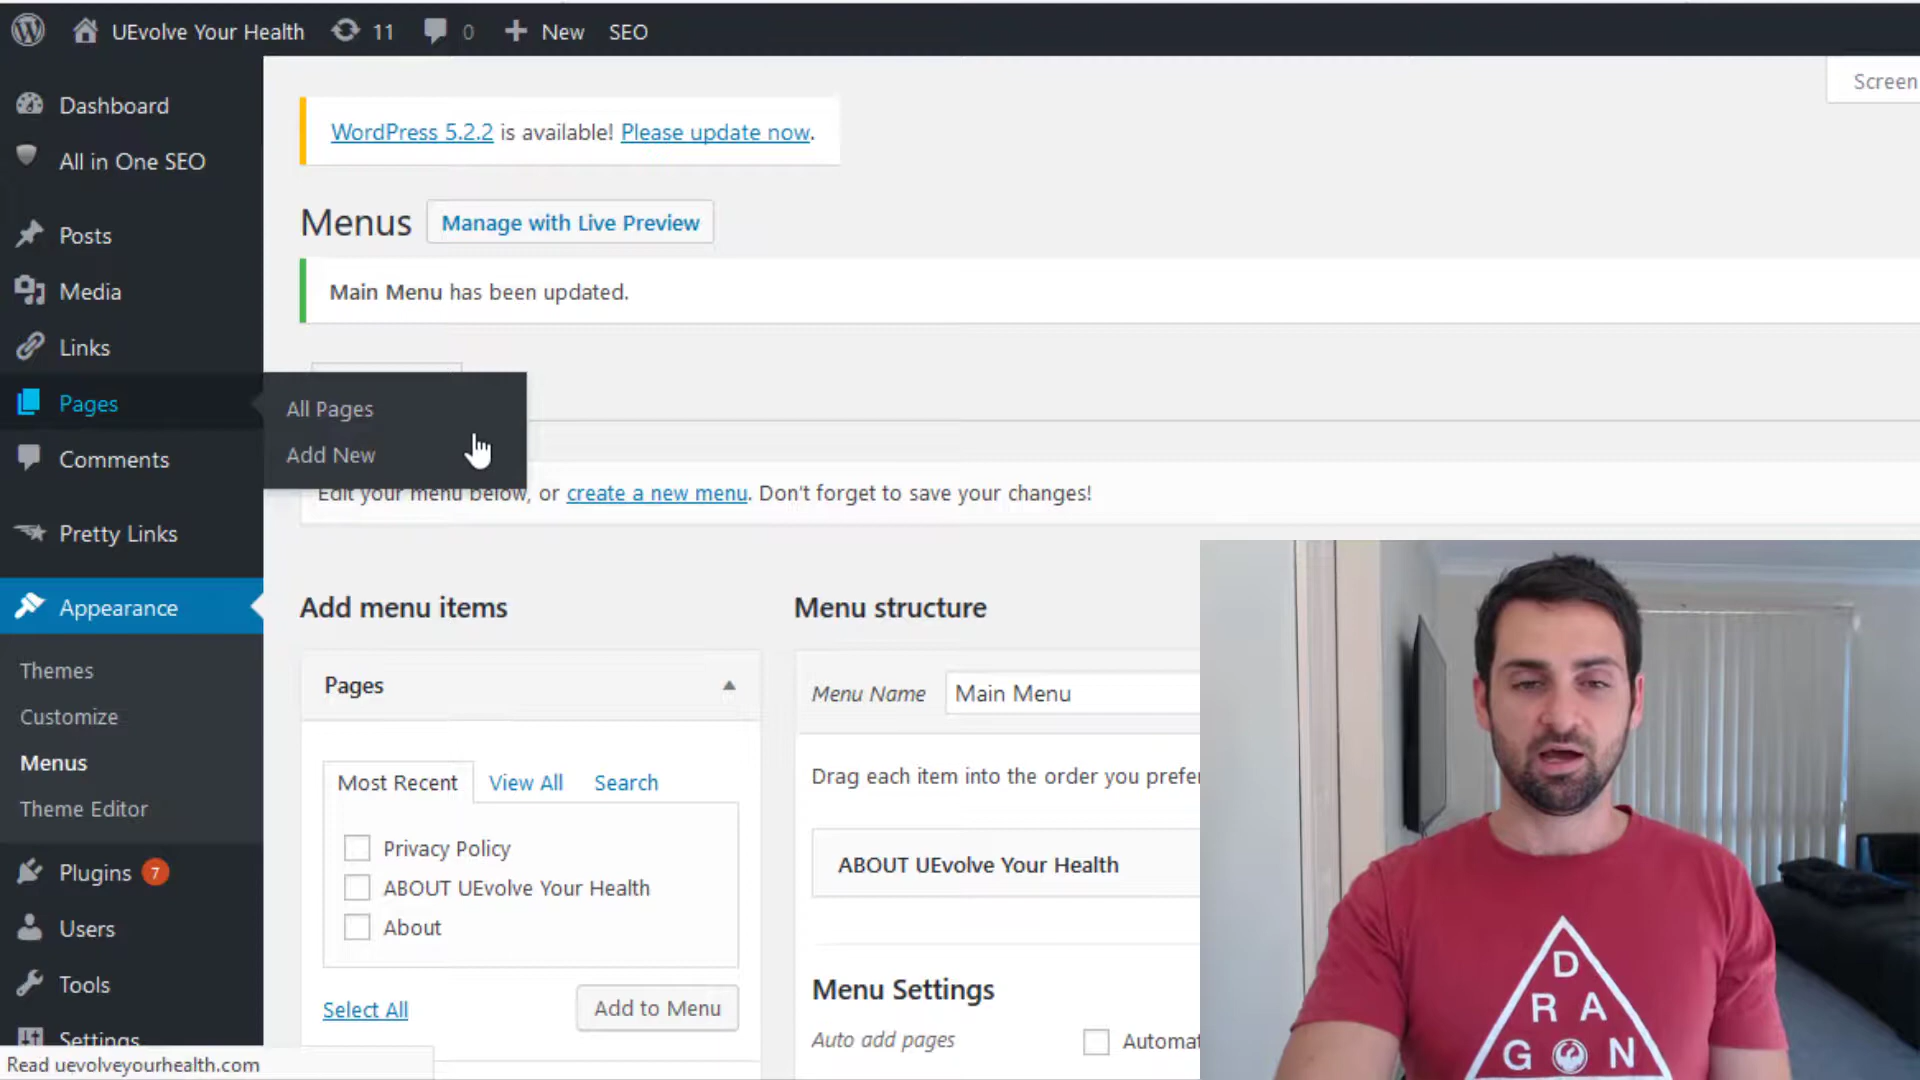 UEvolve Your Health 11 0 New SEO
Screen
Dashboard
All in One SEO
Posts
Media
Links
Pages
Comments
Pretty Links
Appearance
Themes
Customize
Menus
Theme Editor
Plugins 7
Users
Tools
Settings
Read uevolveyourhealth.com
All Pages
Add New
WordPress 5.2.2 is available! Please update now.
Menus Manage with Live Preview
Main Menu has been updated.
Edit your menu below, or create a new menu. Don't forget to save your changes!
Add menu items
Pages
Most Recent View All Search
Privacy Policy
ABOUT UEvolve Your Health
About
Select All Add to Menu
Menu structure
Menu Name Main Menu
Drag each item into the order you prefer
ABOUT UEvolve Your Health
Menu Settings
Auto add pages Automat
D
R A
G O N